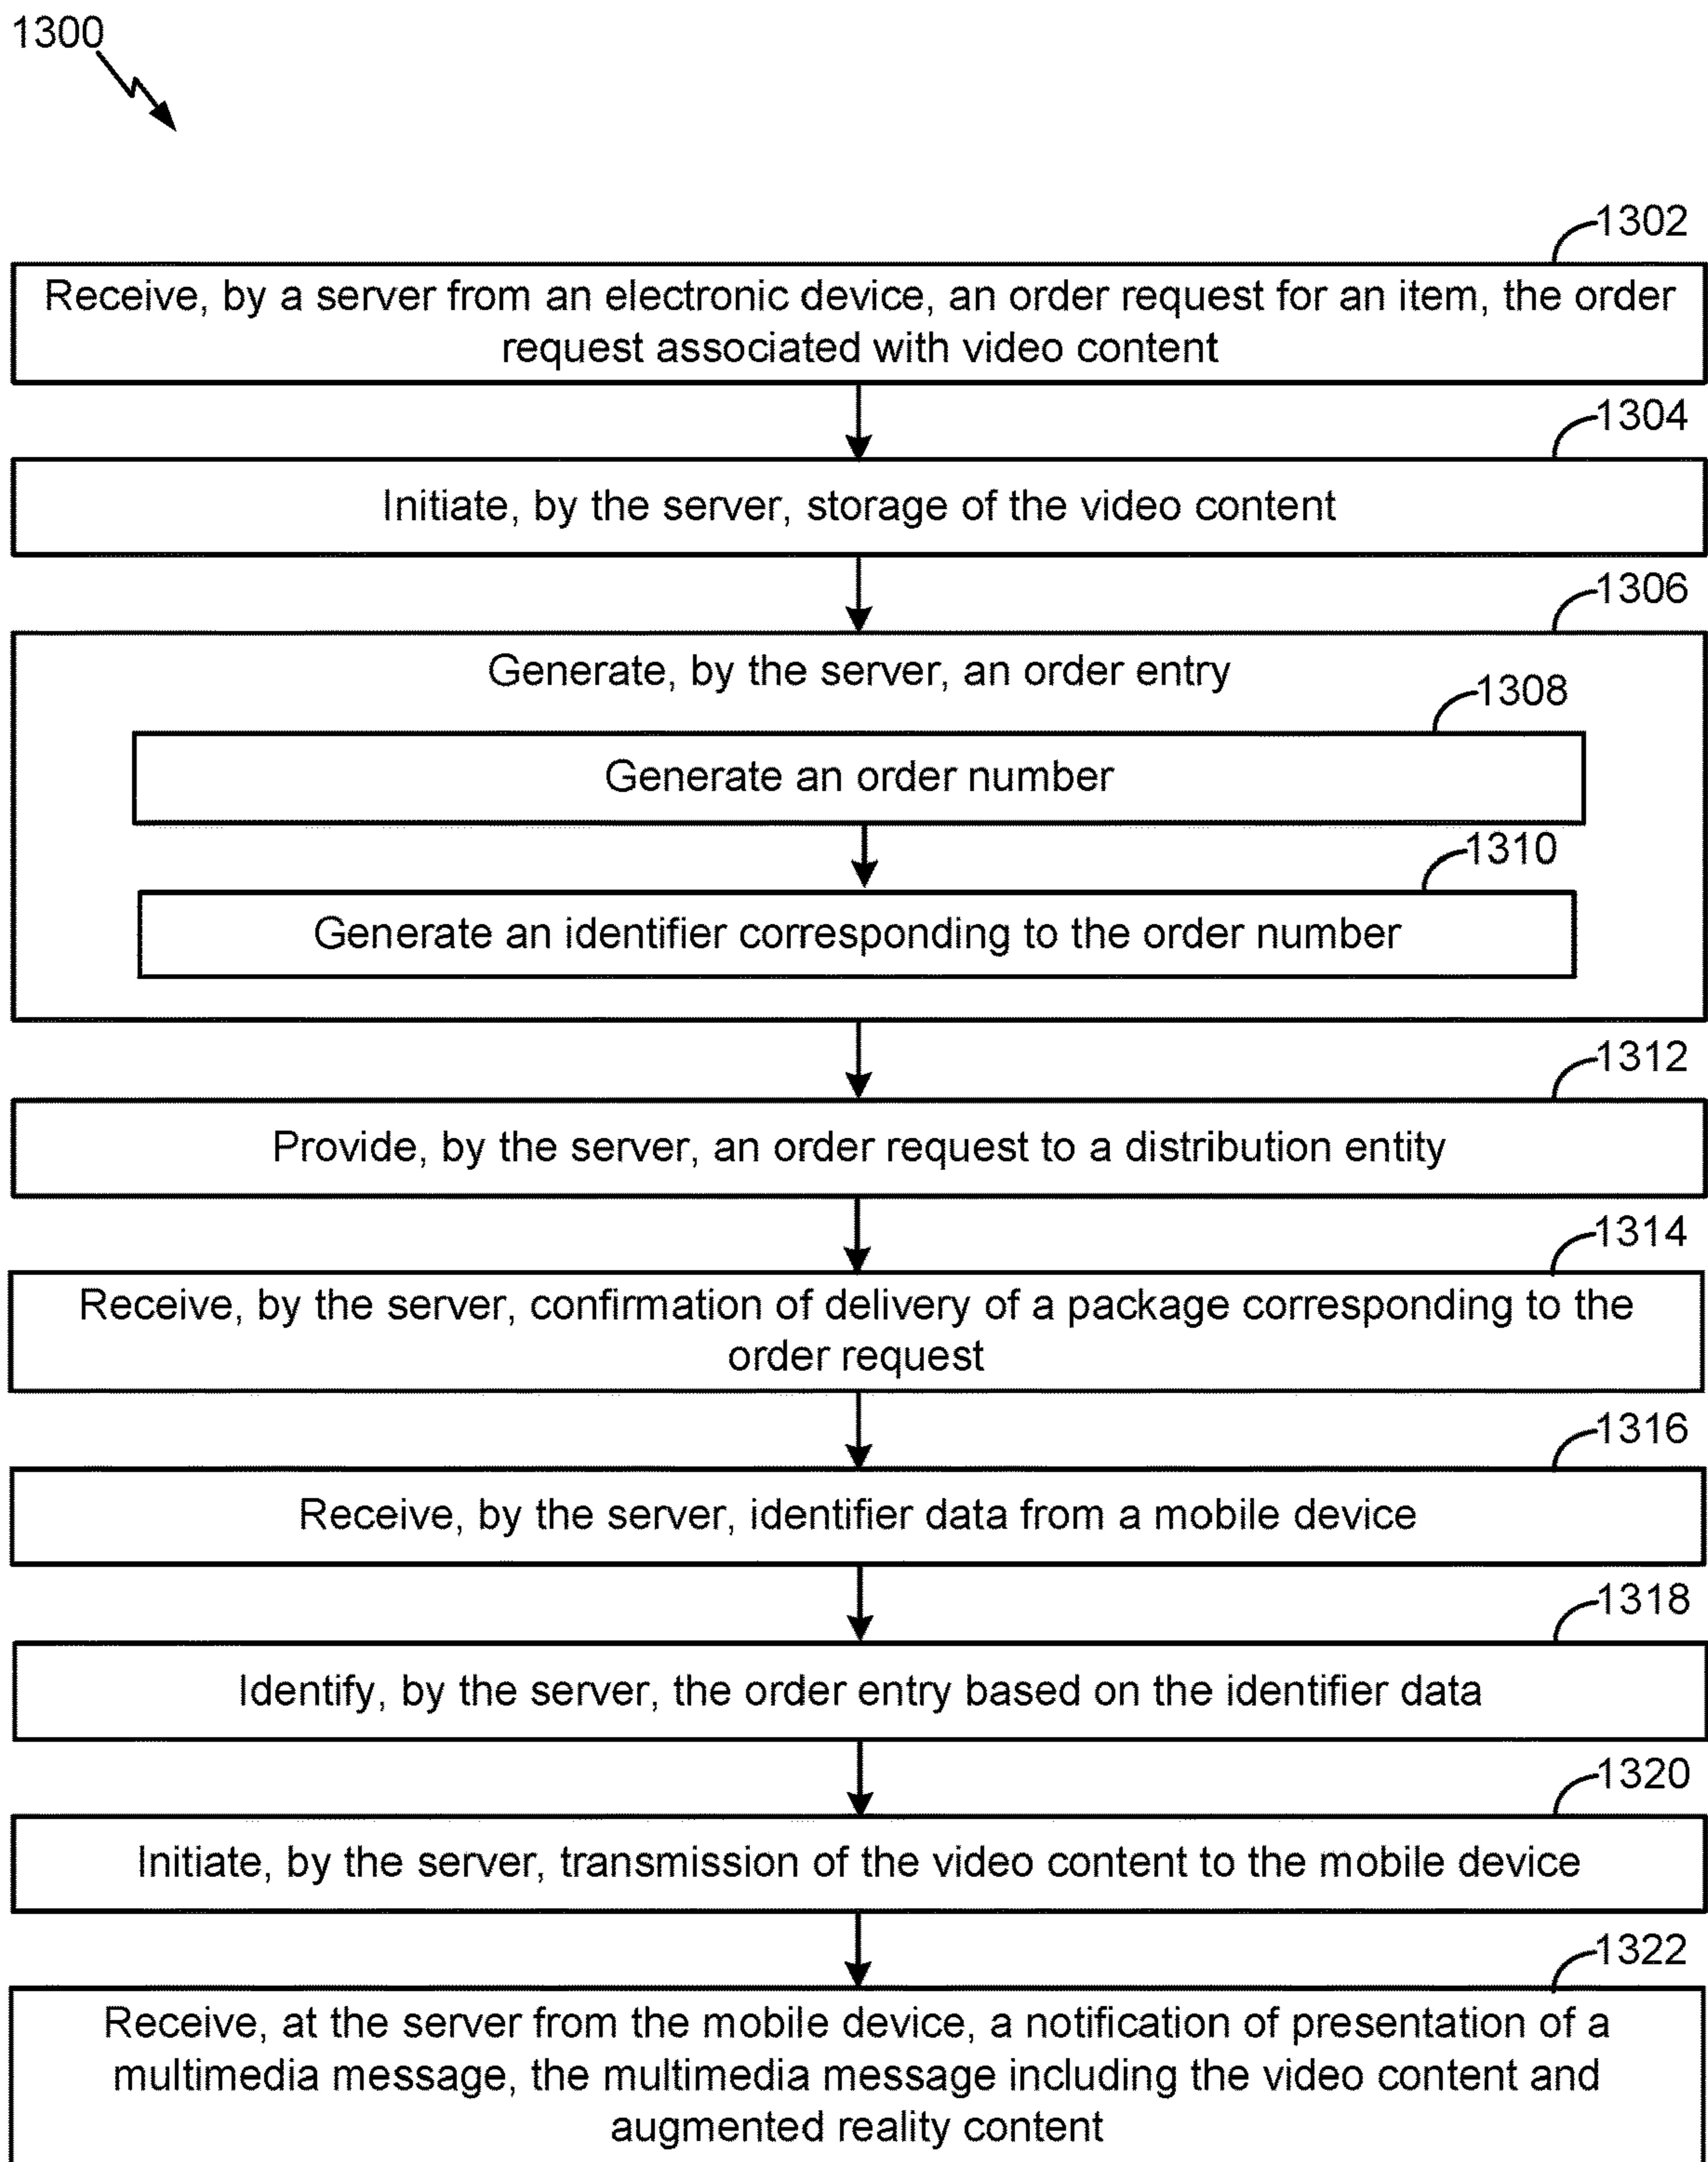 1300
1302
Receive, by a server from an electronic device, an order request for an item, the order
request associated with video content
1304
Initiate, by the server, storage of the video content
1306
Generate, by the server, an order entry
1308
Generate an order number
1310
Generate an identifier corresponding to the order number
1312
Provide, by the server, an order request to a distribution entity
1314
Receive, by the server, confirmation of delivery of a package corresponding to the
order request
1316
Receive, by the server, identifier data from a mobile device
1318
Identify, by the server, the order entry based on the identifier data
1320
Initiate, by the server, transmission of the video content to the mobile device
1322
Receive, at the server from the mobile device, a notification of presentation of a
multimedia message, the multimedia message including the video content and
augmented reality content